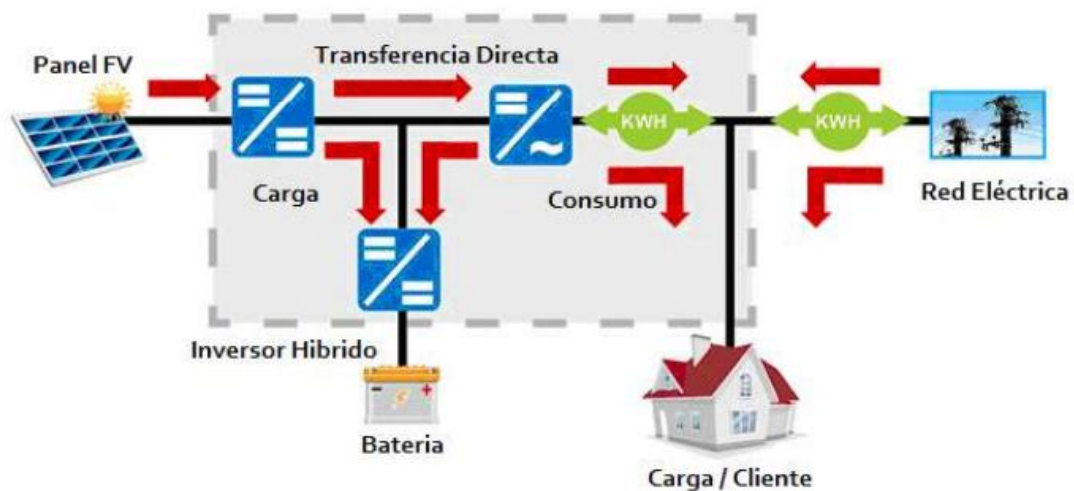 Panel FV
Transferencia Directa
KWH
KWH
Carga
Consumo
Red Eléctrica
Inversor Hibrido
Bateria
Carga / Cliente